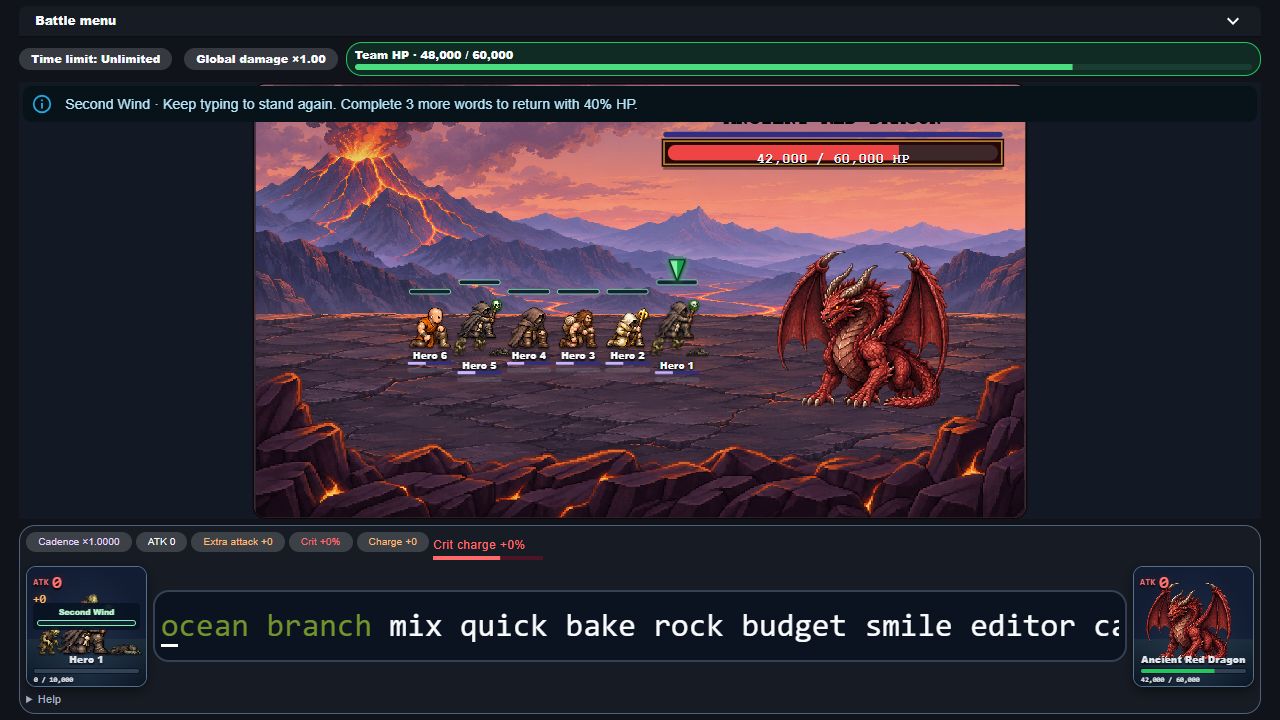 Battle menu
Time limit: Unlimited
Global damage ×1.00
Team HP · 48,000 / 60,000
Second Wind · Keep typing to stand again. Complete 3 more words to return with 40% HP.
42,000 / 60,000 HP
Hero 6
Hero 5
Hero 4
Hero 3
Hero 2
Hero 1
Cadence ×1.0000
ATK 0
Extra attack +0
Crit +0%
Charge +0
Crit charge +0%
ATK 0
+0
Second Wind
Hero 1
0 / 10,000
ocean branch mix quick bake rock budget smile editor
ATK 0
Ancient Red Dragon
42,000 / 60,000
Help